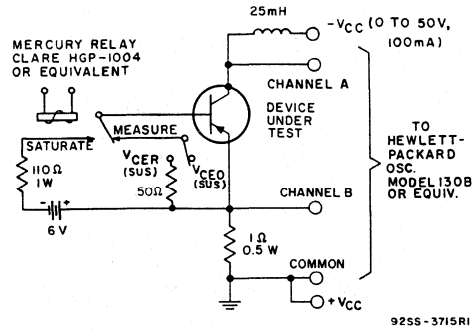 25mH
-VCC (0 TO 50V,
100mA)
MERCURY RELAY
CLARE HGP-1004
OR EQUIVALENT
CHANNEL A
DEVICE
UNDER
TEST
SATURATE
MEASURE
VCER
(SUS)
VCEO
(SUS)
110Ω
1W
50Ω
- +
6V
TO
HEWLETT-
PACKARD
OSC.
MODEL 130B
OR EQUIV.
CHANNEL B
1Ω
0.5 W
COMMON
+VCC
92SS-3715R1